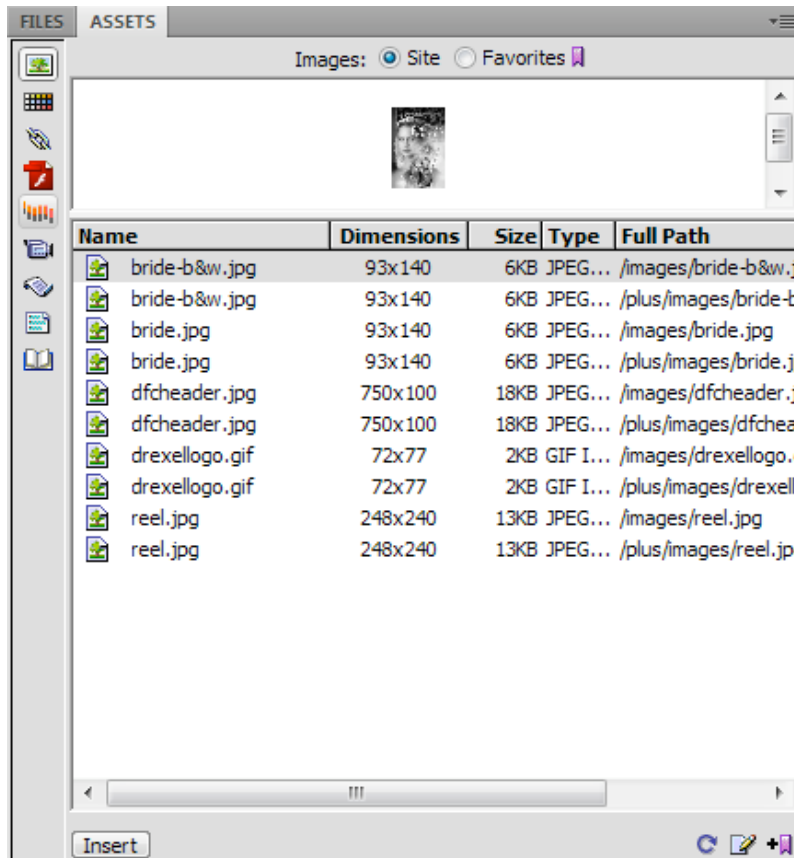 FILES ASSETS
Images: Site Favorites
Name Dimensions Size Type Full Path
bride-b&w.jpg 93x140 6KB JPEG... /images/bride-b&w.j
bride-b&w.jpg 93x140 6KB JPEG... /plus/images/bride-b
bride.jpg 93x140 6KB JPEG... /images/bride.jpg
bride.jpg 93x140 6KB JPEG... /plus/images/bride.j
dfcheader.jpg 750x100 18KB JPEG... /images/dfcheader.j
dfcheader.jpg 750x100 18KB JPEG... /plus/images/dfchea
drexellogo.gif 72x77 2KB GIF I... /images/drexellogo.
drexellogo.gif 72x77 2KB GIF I... /plus/images/drexell
reel.jpg 248x240 13KB JPEG... /images/reel.jpg
reel.jpg 248x240 13KB JPEG... /plus/images/reel.jp
Insert